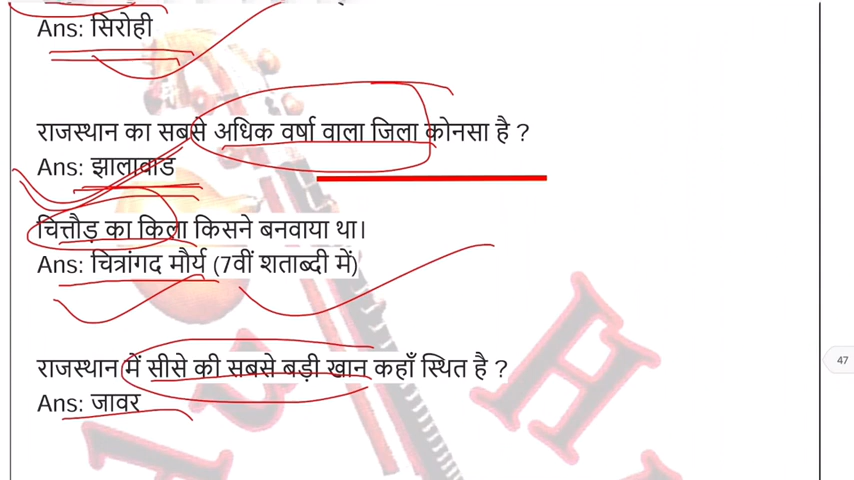 Ans: सिरोही
राजस्थान का सबसे अधिक वर्षा वाला जिला कोनसा है ?
Ans: झालावाड
चित्तौड़ का किला किसने बनवाया था।
Ans: चित्रांगद मौर्य (7वीं शताब्दी में)
राजस्थान में सीसे की सबसे बड़ी खान कहाँ स्थित है ?
Ans: जावर
47